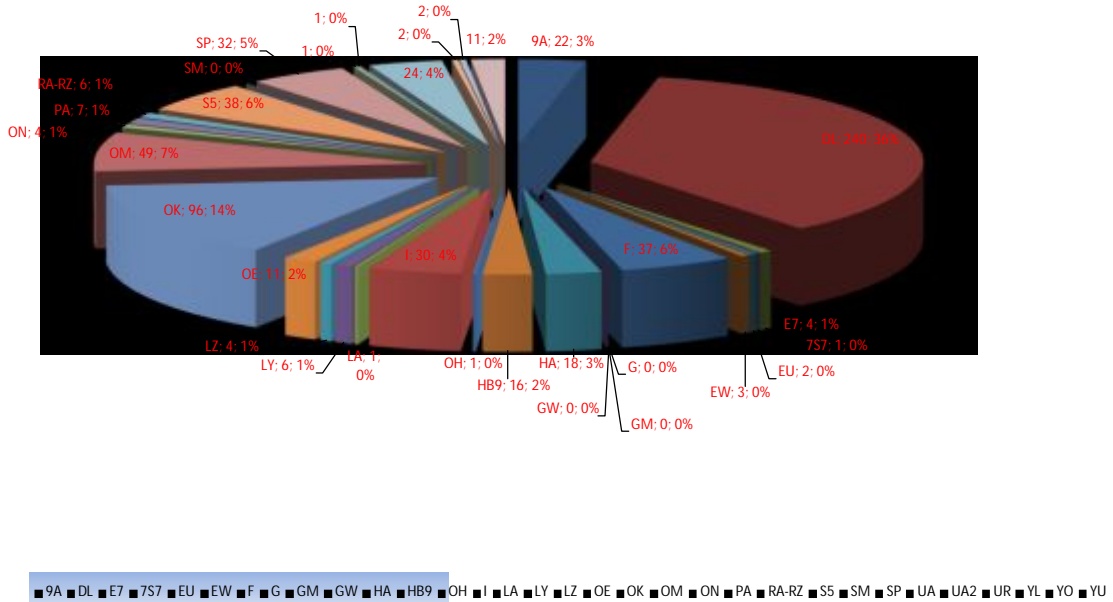 2; 0%
1; 0%
2; 0%
11; 2%
9A; 22; 3%
SP; 32; 5%
1; 0%
SM; 0; 0%
24; 4%
RA-RZ; 6; 1%
S5; 38; 6%
PA; 7; 1%
ON; 4; 1%
OM; 49; 7%
36%
OK; 96; 14%
F; 37; 6%
I; 30; 4%
OE; 11; 2%
E7; 4; 1%
7S7; 1; 0%
LZ; 4; 1%
LY; 6; 1%
LA; 1;
0%
OH; 1; 0%
HA; 18; 3%
G; 0; 0%
EU; 2; 0%
HB9; 16; 2%
EW; 3; 0%
GW; 0; 0%
GM; 0; 0%
9A DL E7 7S7 EU EW F G GM GW HA HB9 OH I LA LY LZ OE OK OM ON PA RA-RZ S5 SM SP UA UA2 UR YL YO YU